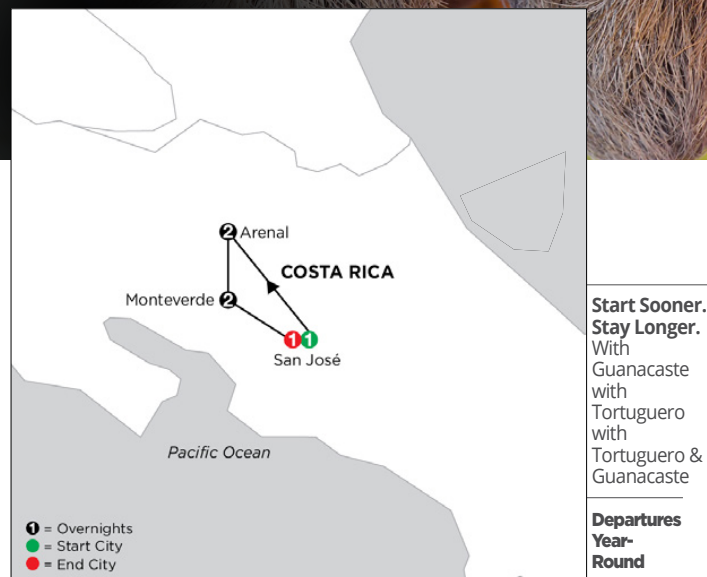 2 Arenal
COSTA RICA
Monteverde 2
1 1
San José
Pacific Ocean
1 = Overnights
= Start City
= End City
Start Sooner.
Stay Longer.
With
Guanacaste
with
Tortuguero
with
Tortuguero &
Guanacaste
Departures
Year-
Round